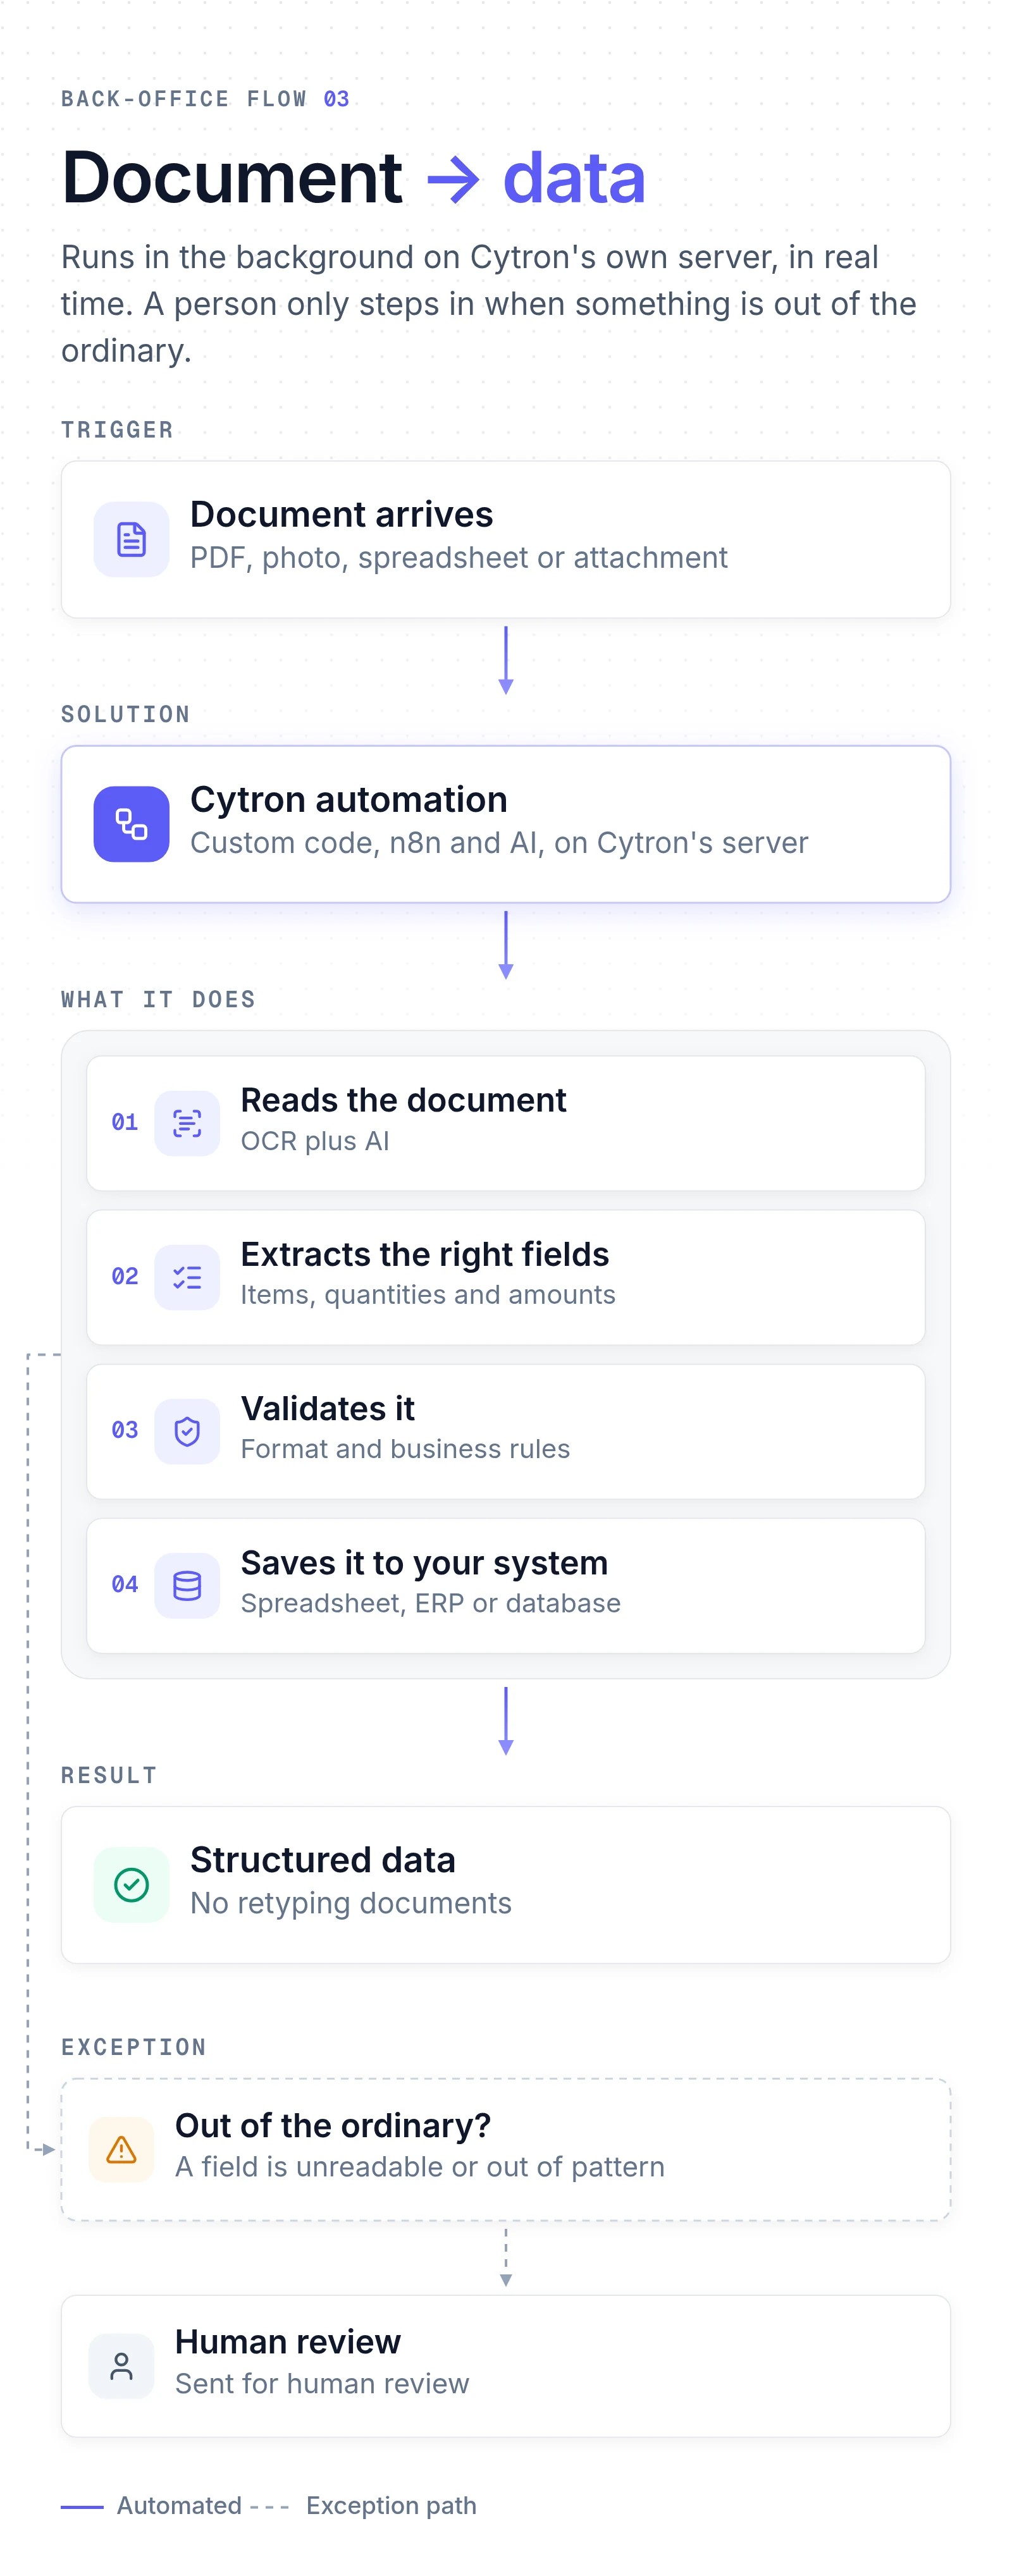 BACK-OFFICE FLOW 03
Document → data
Runs in the background on Cytron's own server, in real
time. A person only steps in when something is out of the
ordinary.
TRIGGER
Document arrives
PDF, photo, spreadsheet or attachment
SOLUTION
Cytron automation
Custom code, n8n and AI, on Cytron's server
WHAT IT DOES
01
Reads the document
OCR plus AI
02
Extracts the right fields
Items, quantities and amounts
03
Validates it
Format and business rules
04
Saves it to your system
Spreadsheet, ERP or database
RESULT
Structured data
No retyping documents
EXCEPTION
Out of the ordinary?
A field is unreadable or out of pattern
Human review
Sent for human review
Automated
Exception path